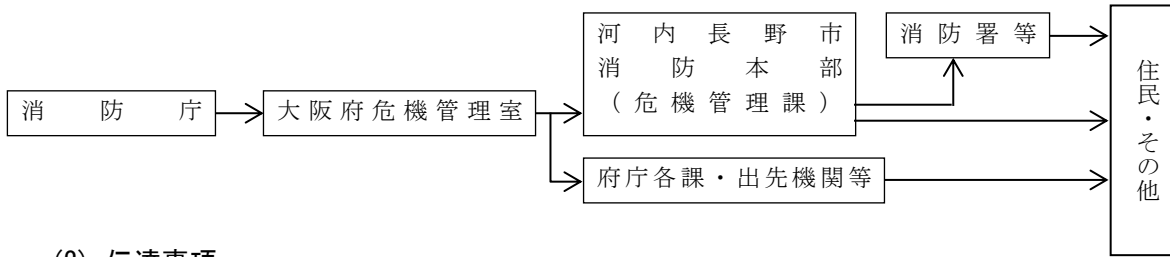 消防庁
大阪府危機管理室
河内長野市
消防本部
（危機管理課）
消防署等
府庁各課・出先機関等
住民・その他